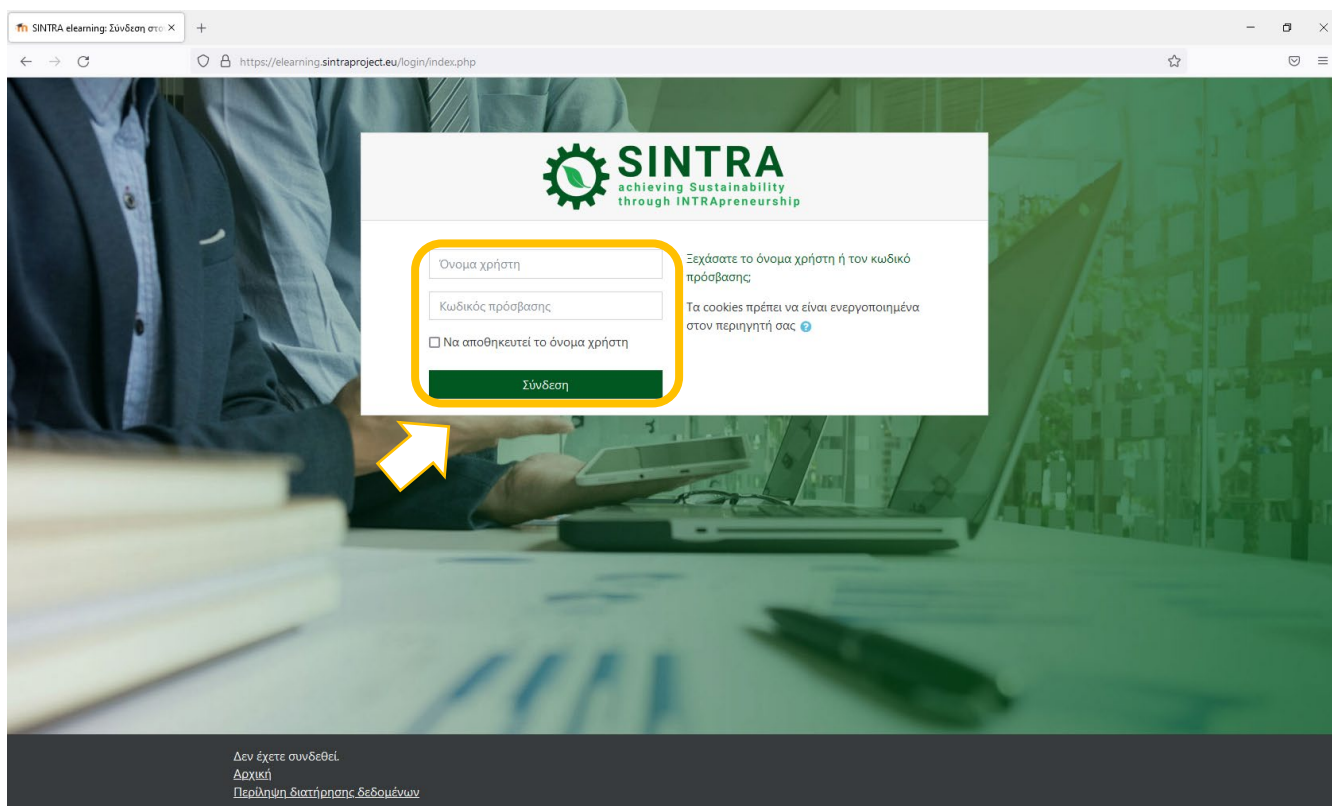 SINTRA elearning: Σύνδεση στο
https://elearning.sintraproject.eu/login/index.php
SINTRA
achieving Sustainability
through INTRApreneurship
Όνομα χρήστη
Κωδικός πρόσβασης
Να αποθηκευτεί το όνομα χρήστη
Σύνδεση
Ξεχάσατε το όνομα χρήστη ή τον κωδικό
πρόσβασης;
Τα cookies πρέπει να είναι ενεργοποιημένα
στον περιηγητή σας
Δεν έχετε συνδεθεί.
Αρχική
Περίληψη διατήρησης δεδομένων